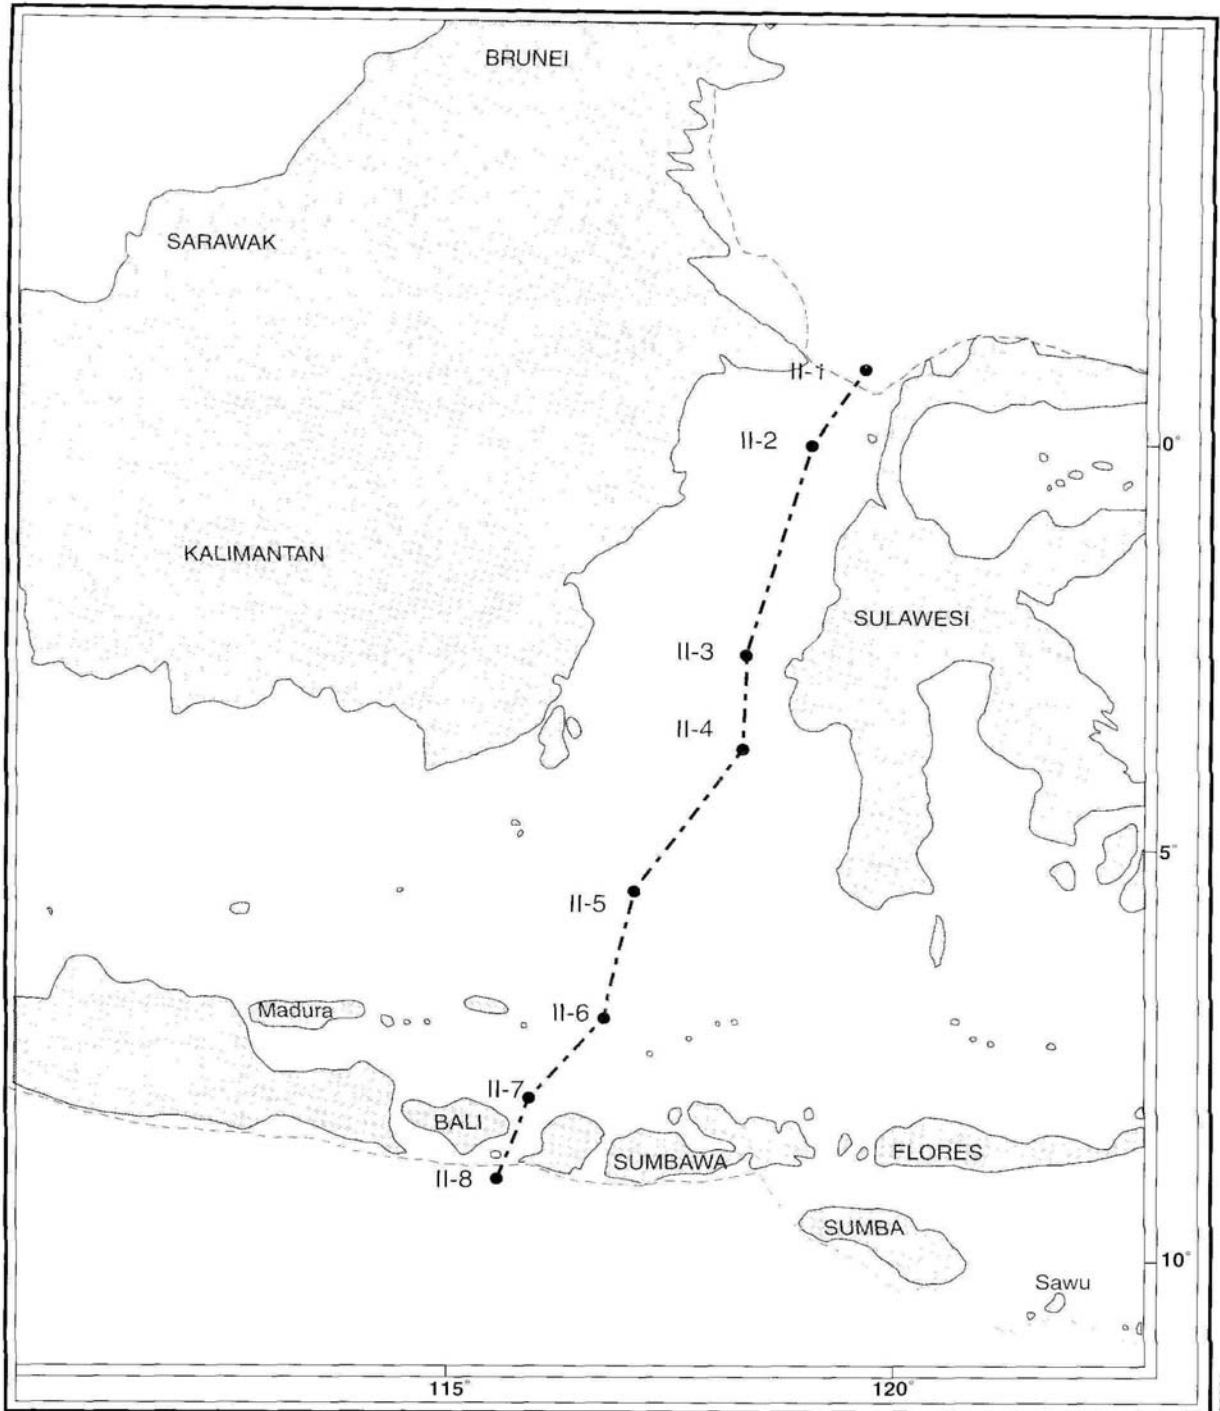 BRUNEI
SARAWAK
II-1
II-2
0°
KALIMANTAN
SULAWESI
II-3
II-4
5°
II-5
Madura
II-6
II-7
BALI
SUMBAWA
FLORES
II-8
SUMBA
10°
Sawu
115°
120°